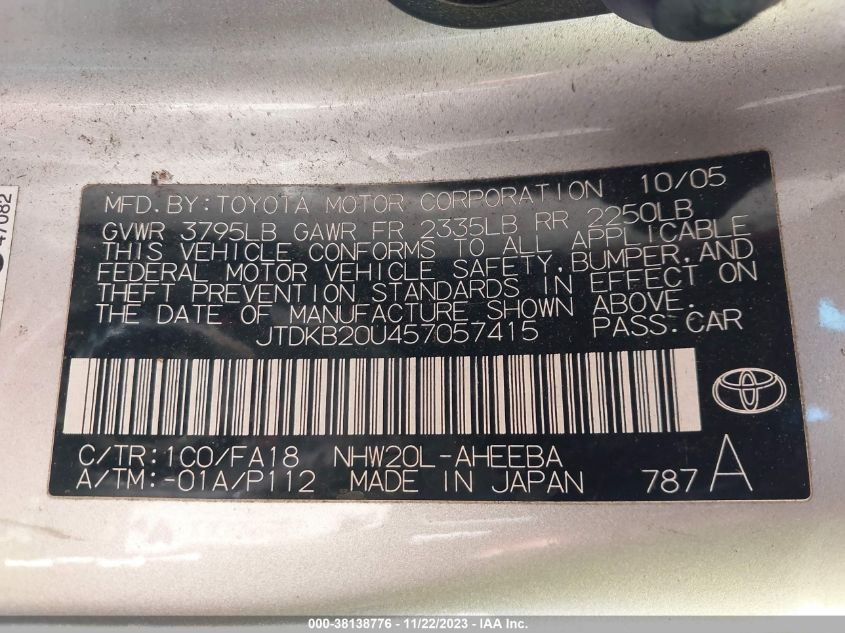 47082
MFD. BY: TOYOTA MOTOR CORPORATION 10/05
GVWR 3795LB GAWR FR 2335LB RR 2250LB
THIS VEHICLE CONFORMS TO ALL APPLICABLE
FEDERAL MOTOR VEHICLE SAFETY, BUMPER, AND
THEFT PREVENTION STANDARDS IN EFFECT ON
THE DATE OF MANUFACTURE SHOWN ABOVE.
JTDKB20U457057415 PASS. CAR
C/TR: 1C0/FA18 NHW20L-AHEEBA
A/TM: -01A/P112 MADE IN JAPAN 787 A
000-38138776 - 11/22/2023 - IAA Inc.